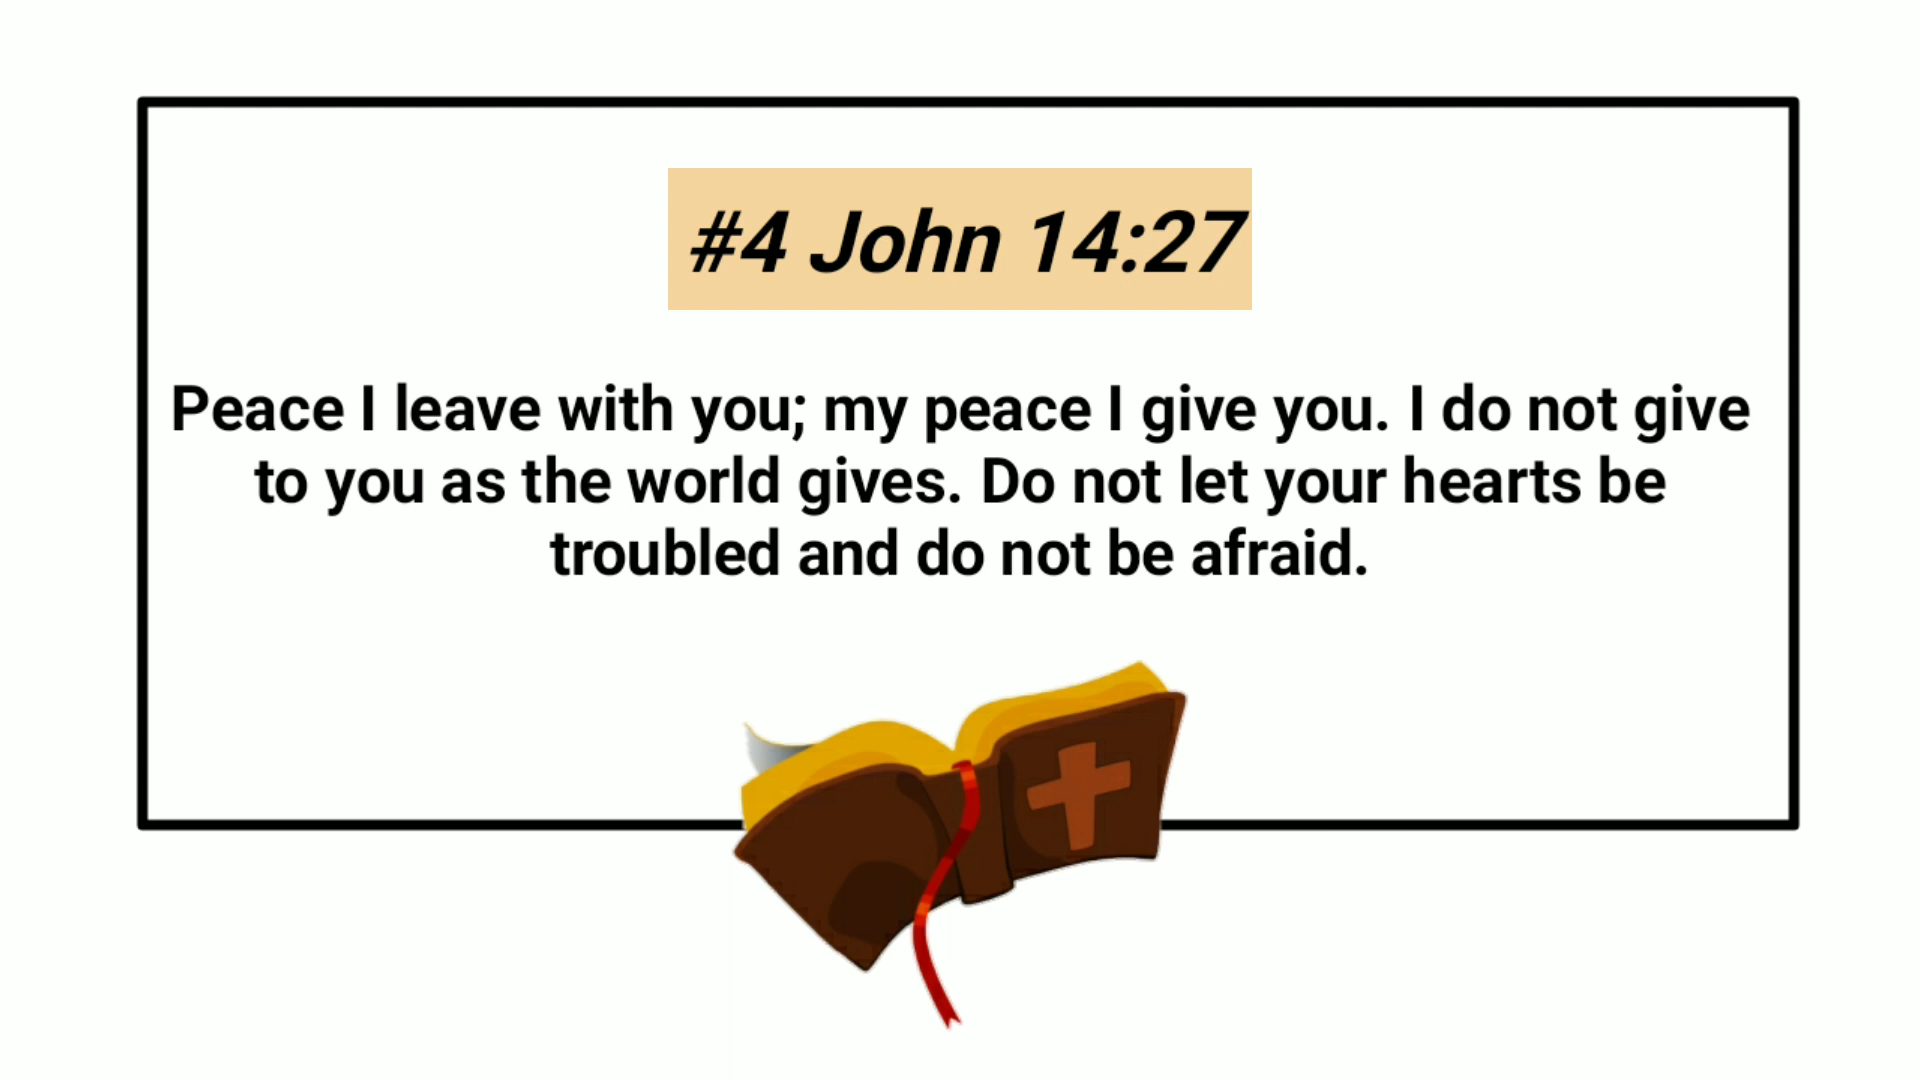 #4 John 14:27
Peace I leave with you; my peace I give you. I do not give
to you as the world gives. Do not let your hearts be
troubled and do not be afraid.